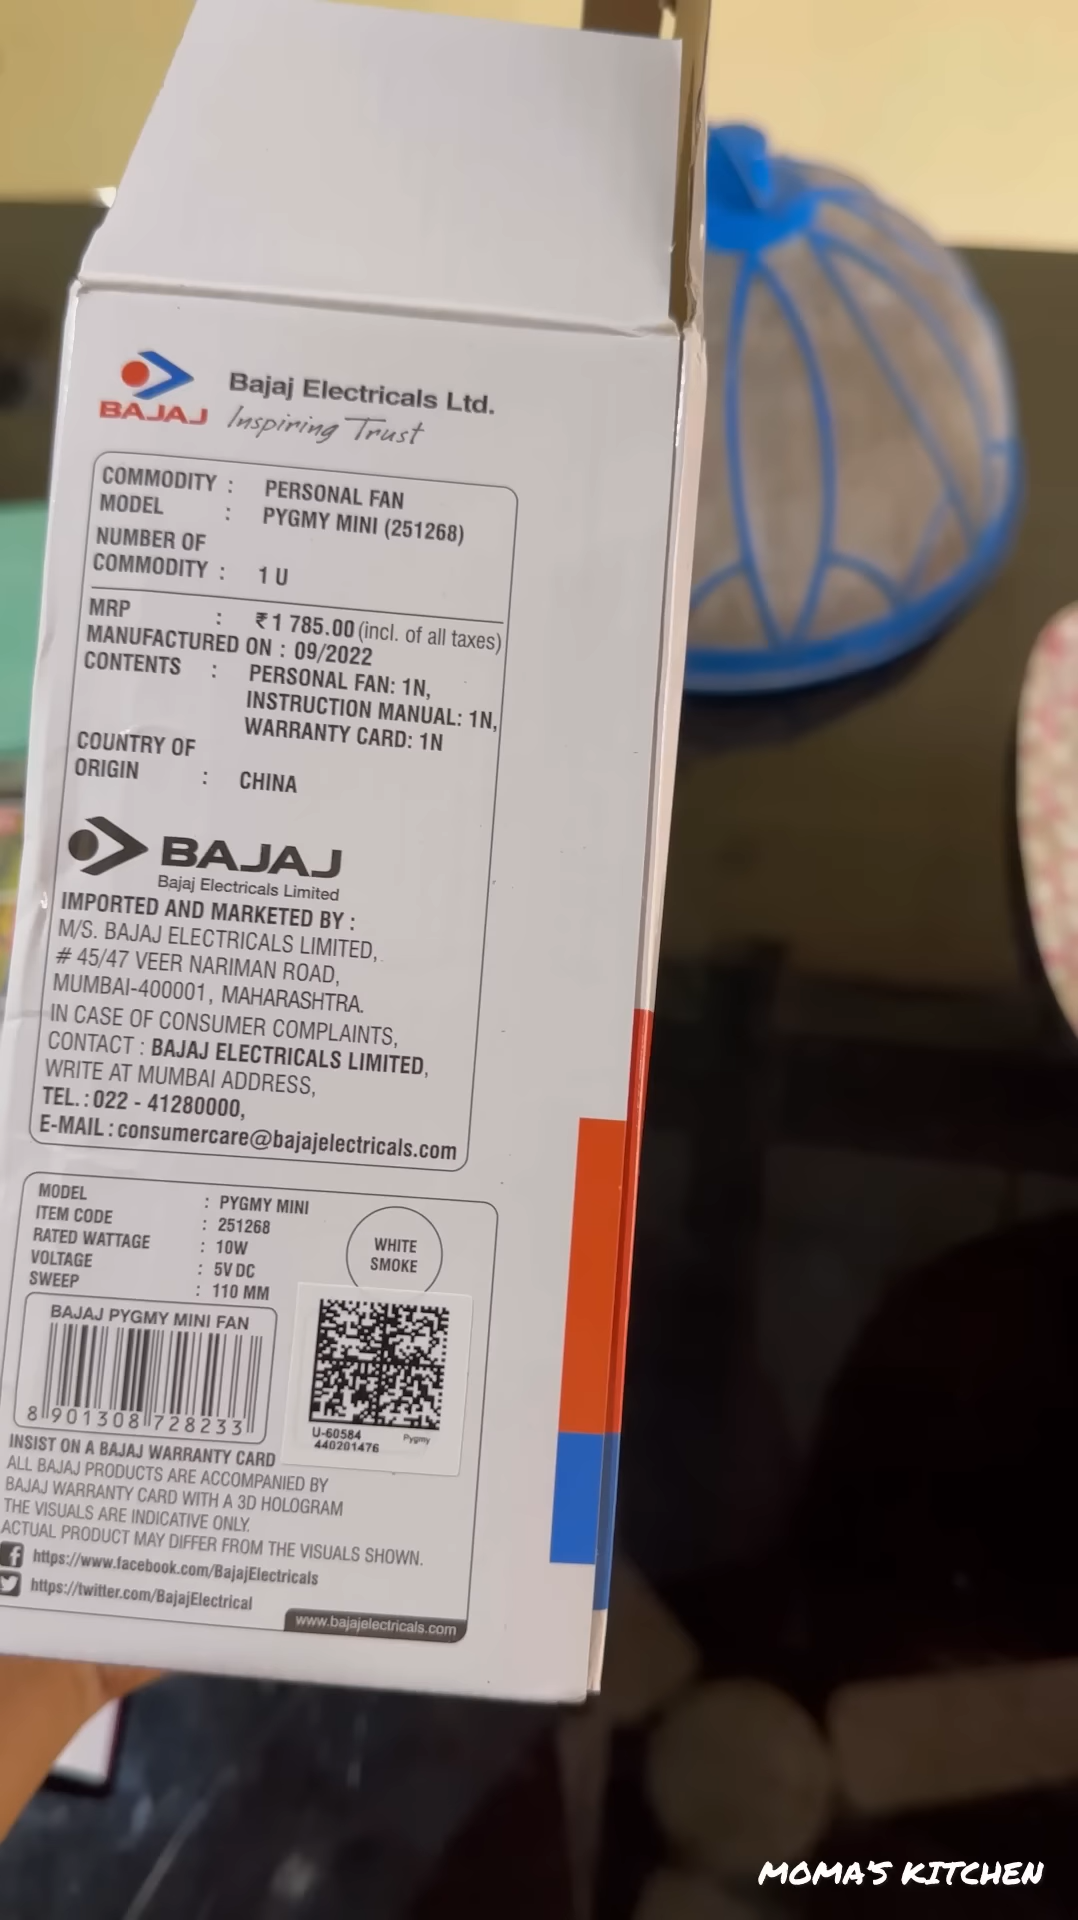 BAJAJ
Bajaj Electricals Ltd.
Inspiring Trust
COMMODITY : PERSONAL FAN
MODEL : PYGMY MINI (251268)
NUMBER OF
COMMODITY : 1 U
MRP : ₹ 1 785.00 (incl. of all taxes)
MANUFACTURED ON : 09/2022
CONTENTS : PERSONAL FAN: 1N,
INSTRUCTION MANUAL: 1N,
WARRANTY CARD: 1N
COUNTRY OF
ORIGIN : CHINA
BAJAJ
Bajaj Electricals Limited
IMPORTED AND MARKETED BY :
M/S. BAJAJ ELECTRICALS LIMITED,
# 45/47 VEER NARIMAN ROAD,
MUMBAI-400001, MAHARASHTRA.
IN CASE OF CONSUMER COMPLAINTS,
CONTACT : BAJAJ ELECTRICALS LIMITED,
WRITE AT MUMBAI ADDRESS,
TEL. : 022 - 41280000,
E-MAIL : consumercare@bajajelectricals.com
MODEL : PYGMY MINI
ITEM CODE : 251268
RATED WATTAGE : 10W
VOLTAGE : 5V DC
SWEEP : 110 MM
WHITE
SMOKE
BAJAJ PYGMY MINI FAN
8 901308 728233
U-60584
440201476
Pygmy
INSIST ON A BAJAJ WARRANTY CARD
ALL BAJAJ PRODUCTS ARE ACCOMPANIED BY
BAJAJ WARRANTY CARD WITH A 3D HOLOGRAM
THE VISUALS ARE INDICATIVE ONLY.
ACTUAL PRODUCT MAY DIFFER FROM THE VISUALS SHOWN.
https://www.facebook.com/BajajElectricals
https://twitter.com/BajajElectrical
www.bajajelectricals.com
MOMA'S KITCHEN